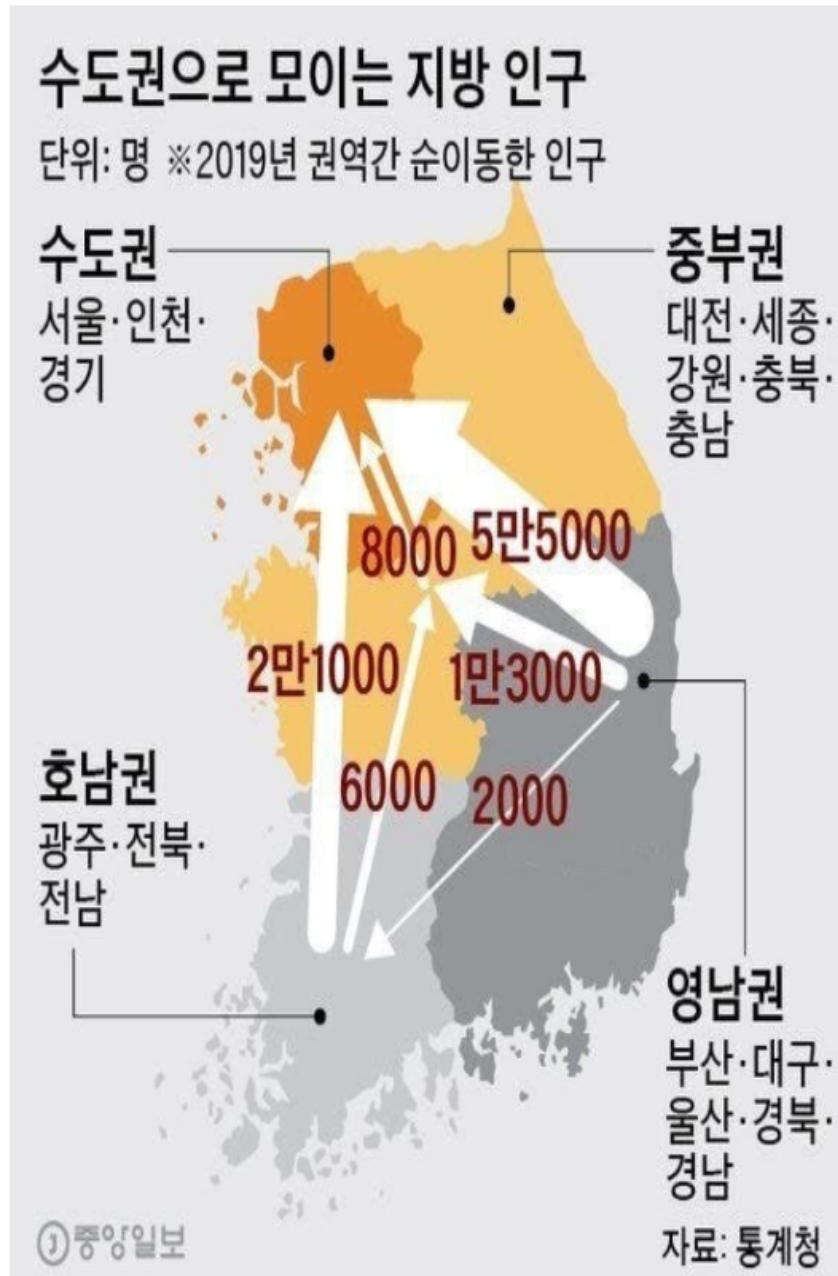 수도권으로 모이는 지방 인구
단위: 명 ※2019년 권역간 순이동한 인구
수도권
서울·인천·
경기
중부권
대전·세종·
강원·충북·
충남
8000
5만5000
2만1000
1만3000
호남권
광주·전북·
전남
6000
2000
영남권
부산·대구·
울산·경북·
경남
중앙일보
자료: 통계청